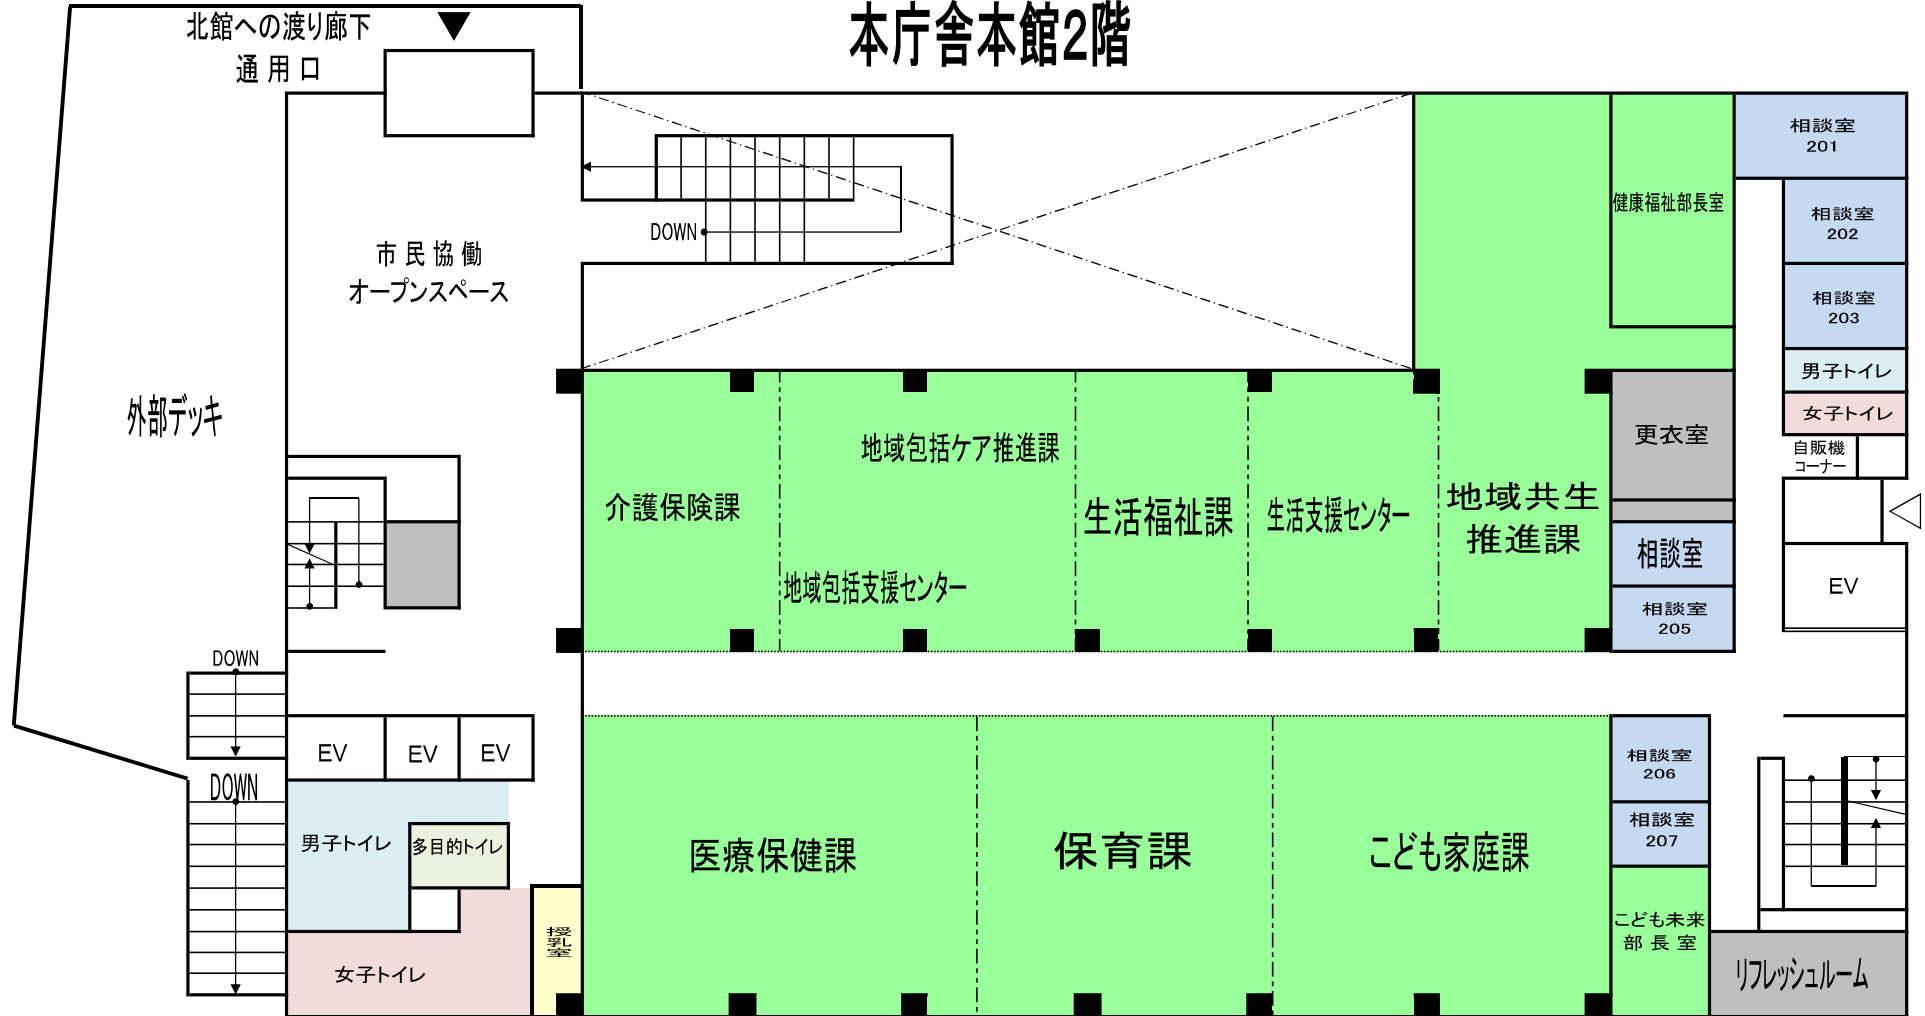 本庁舎本館2階
北館への渡り廊下
通用口
相談室
201
健康福祉部長室
相談室
202
DOWN
市民協働
オープンスペース
相談室
203
男子トイレ
女子トイレ
外部デッキ
更衣室
地域包括ケア推進課
自販機
コーナー
介護保険課
生活福祉課
生活支援センター
地域共生
推進課
相談室
地域包括支援センター
EV
相談室
205
DOWN
EV
EV
EV
相談室
206
DOWN
男子トイレ
多目的トイレ
医療保健課
保育課
こども家庭課
相談室
207
授乳室
こども未来
部長室
女子トイレ
リフレッシュルーム